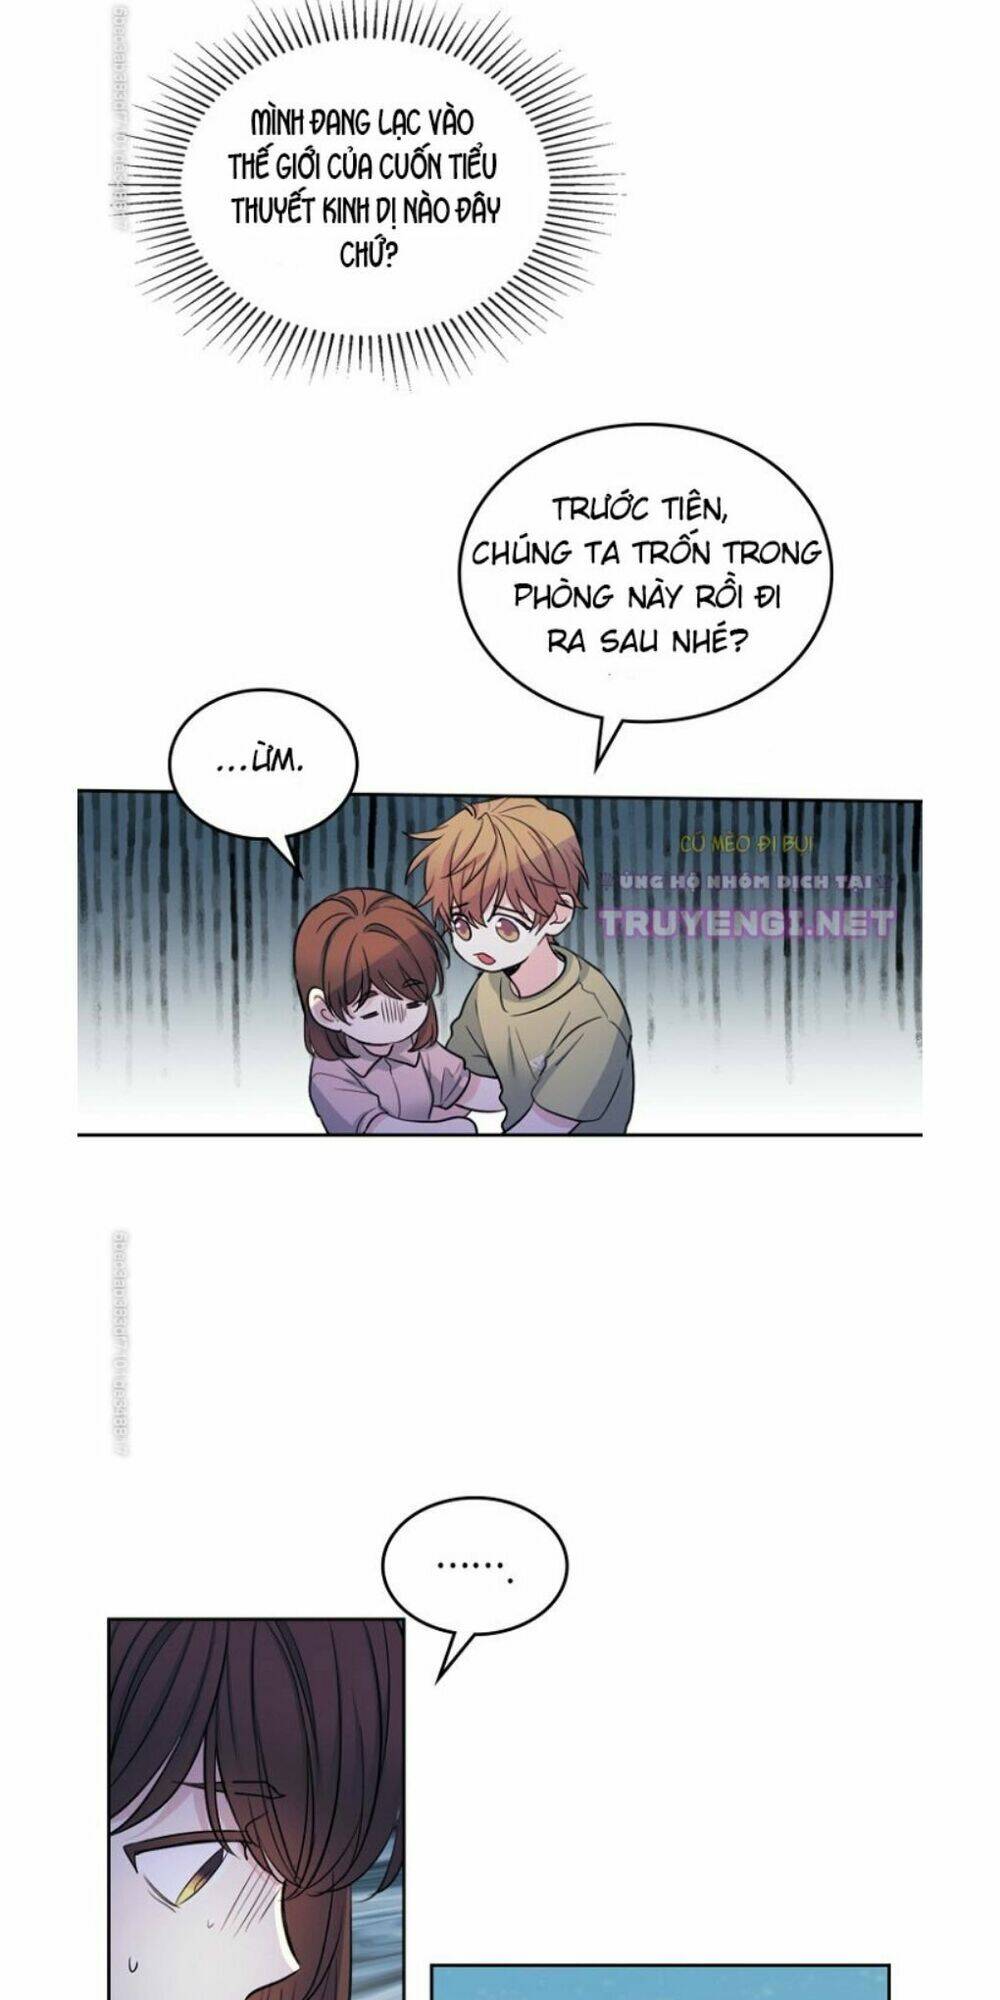 MÌNH ĐANG LẠC VÀO
THẾ GIỚI CỦA CUỐN TIỂU
THUYẾT KINH DỊ NÀO ĐÂY
CHỨ?
TRƯỚC TIÊN,
CHÚNG TA TRỐN TRONG
PHÒNG NÀY RỒI ĐI
RA SAU NHÉ?
...ỪM.
CÚ MÈO ĐI BỤI
ỦNG HỘ NHÓM DỊCH TẠI
TRUYENGI.NET
.......